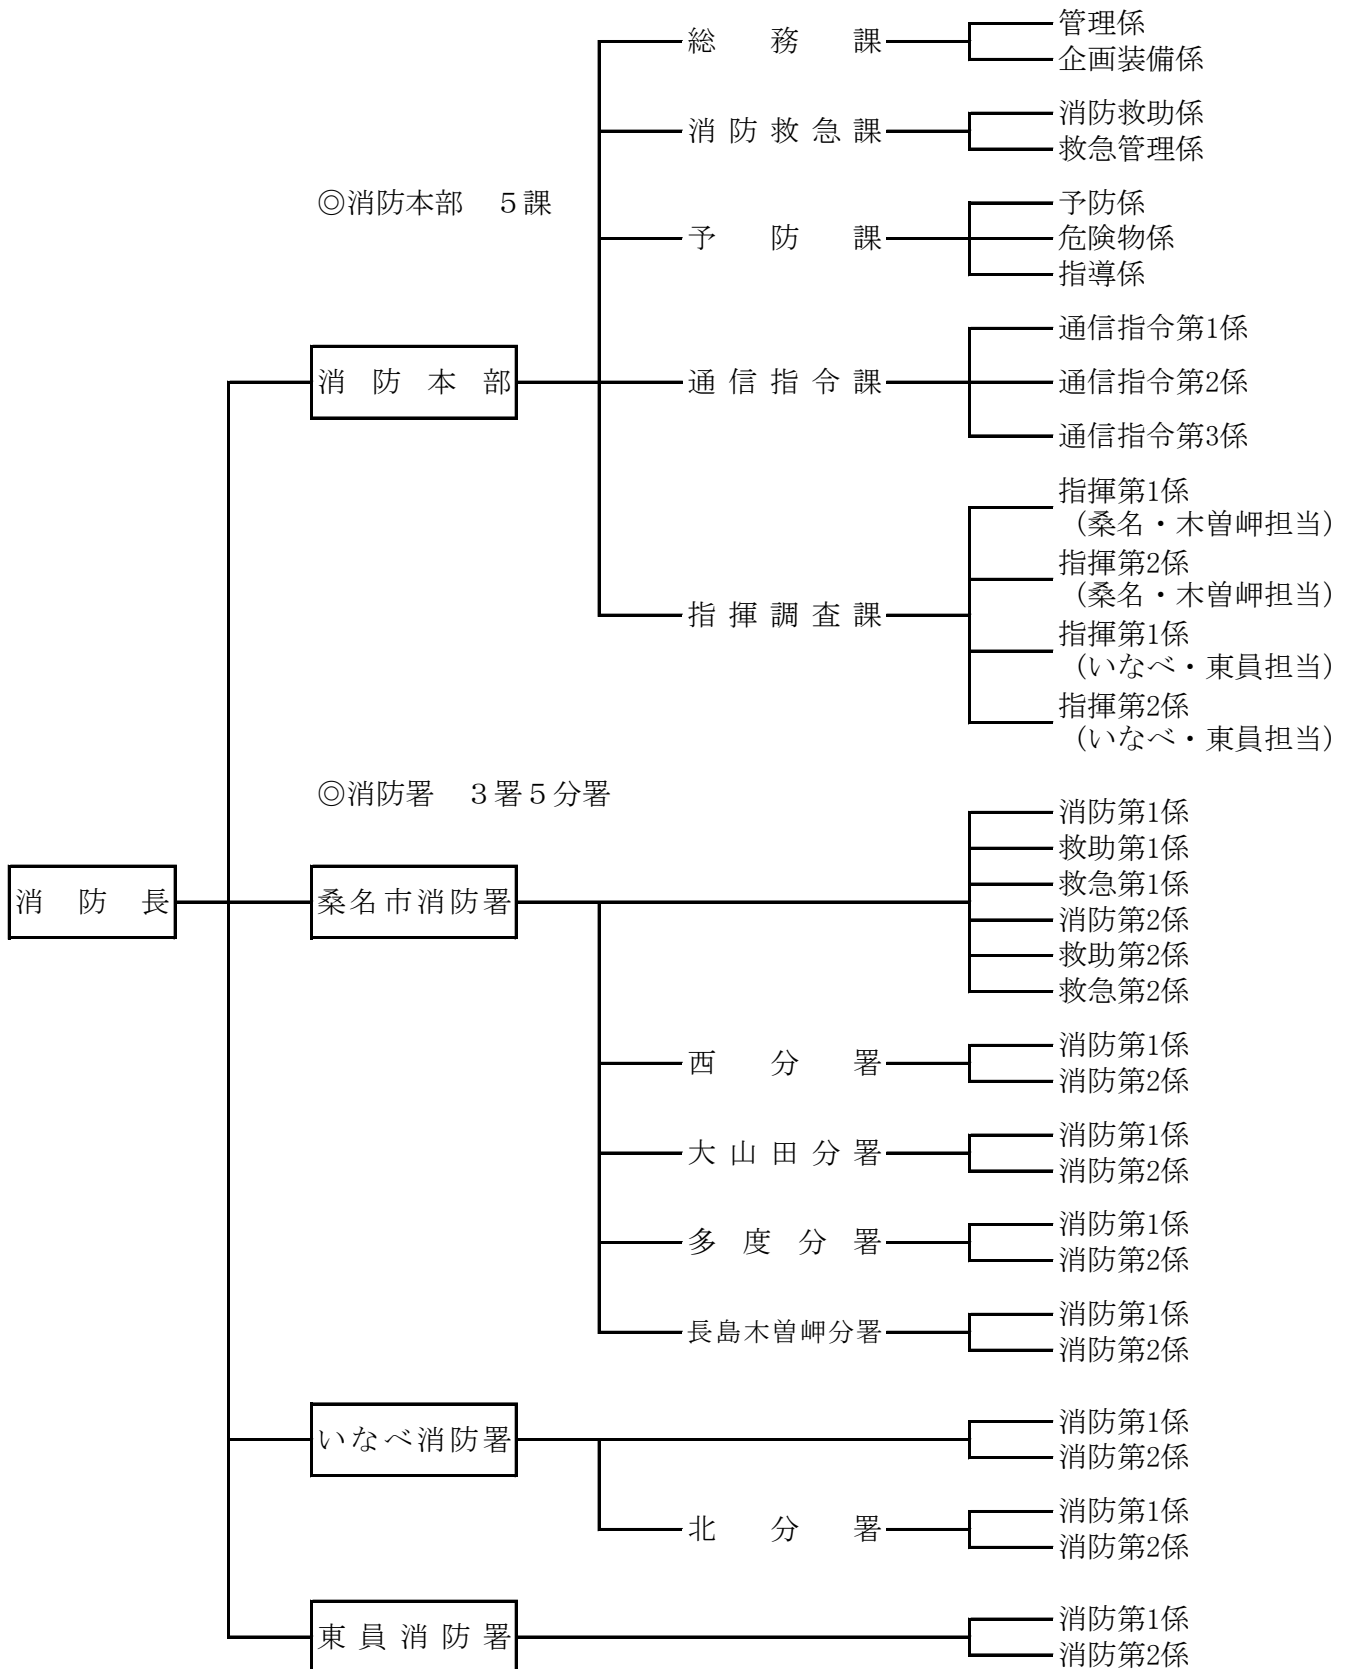 総務課
管理係
企画装備係
消防救急課
消防救助係
救急管理係
◎消防本部　５課
予防課
予防係
危険物係
指導係
消防本部
通信指令課
通信指令第1係
通信指令第2係
通信指令第3係
指揮調査課
指揮第1係
（桑名・木曽岬担当）
指揮第2係
（桑名・木曽岬担当）
指揮第1係
（いなべ・東員担当）
指揮第2係
（いなべ・東員担当）
◎消防署　３署５分署
消防長
桑名市消防署
消防第1係
救助第1係
救急第1係
消防第2係
救助第2係
救急第2係
西分署
消防第1係
消防第2係
大山田分署
消防第1係
消防第2係
多度分署
消防第1係
消防第2係
長島木曽岬分署
消防第1係
消防第2係
いなべ消防署
消防第1係
消防第2係
北分署
消防第1係
消防第2係
東員消防署
消防第1係
消防第2係